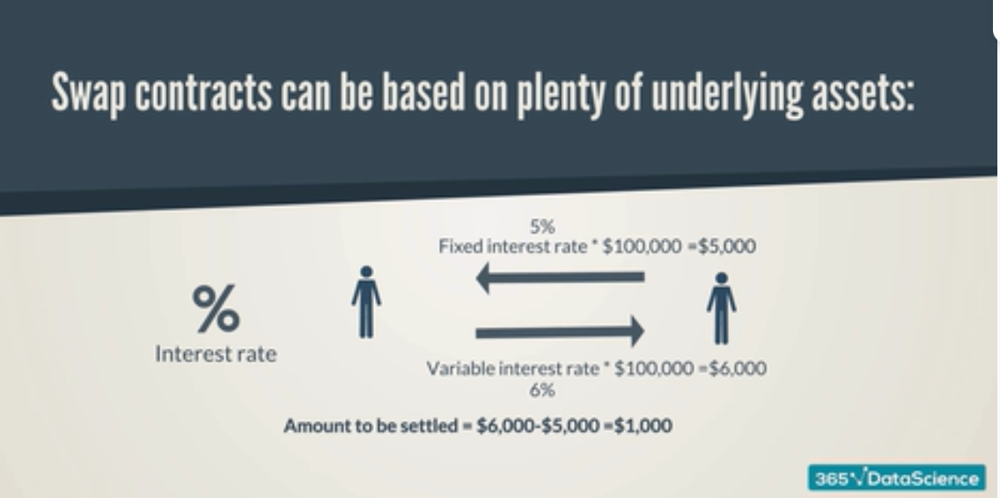 Swap contracts can be based on plenty of underlying assets:
5%
Fixed interest rate * $100,000 =$5,000
%
Interest rate
Variable interest rate * $100,000 =$6,000
6%
Amount to be settled = $6,000-$5,000 =$1,000
365√DataScience